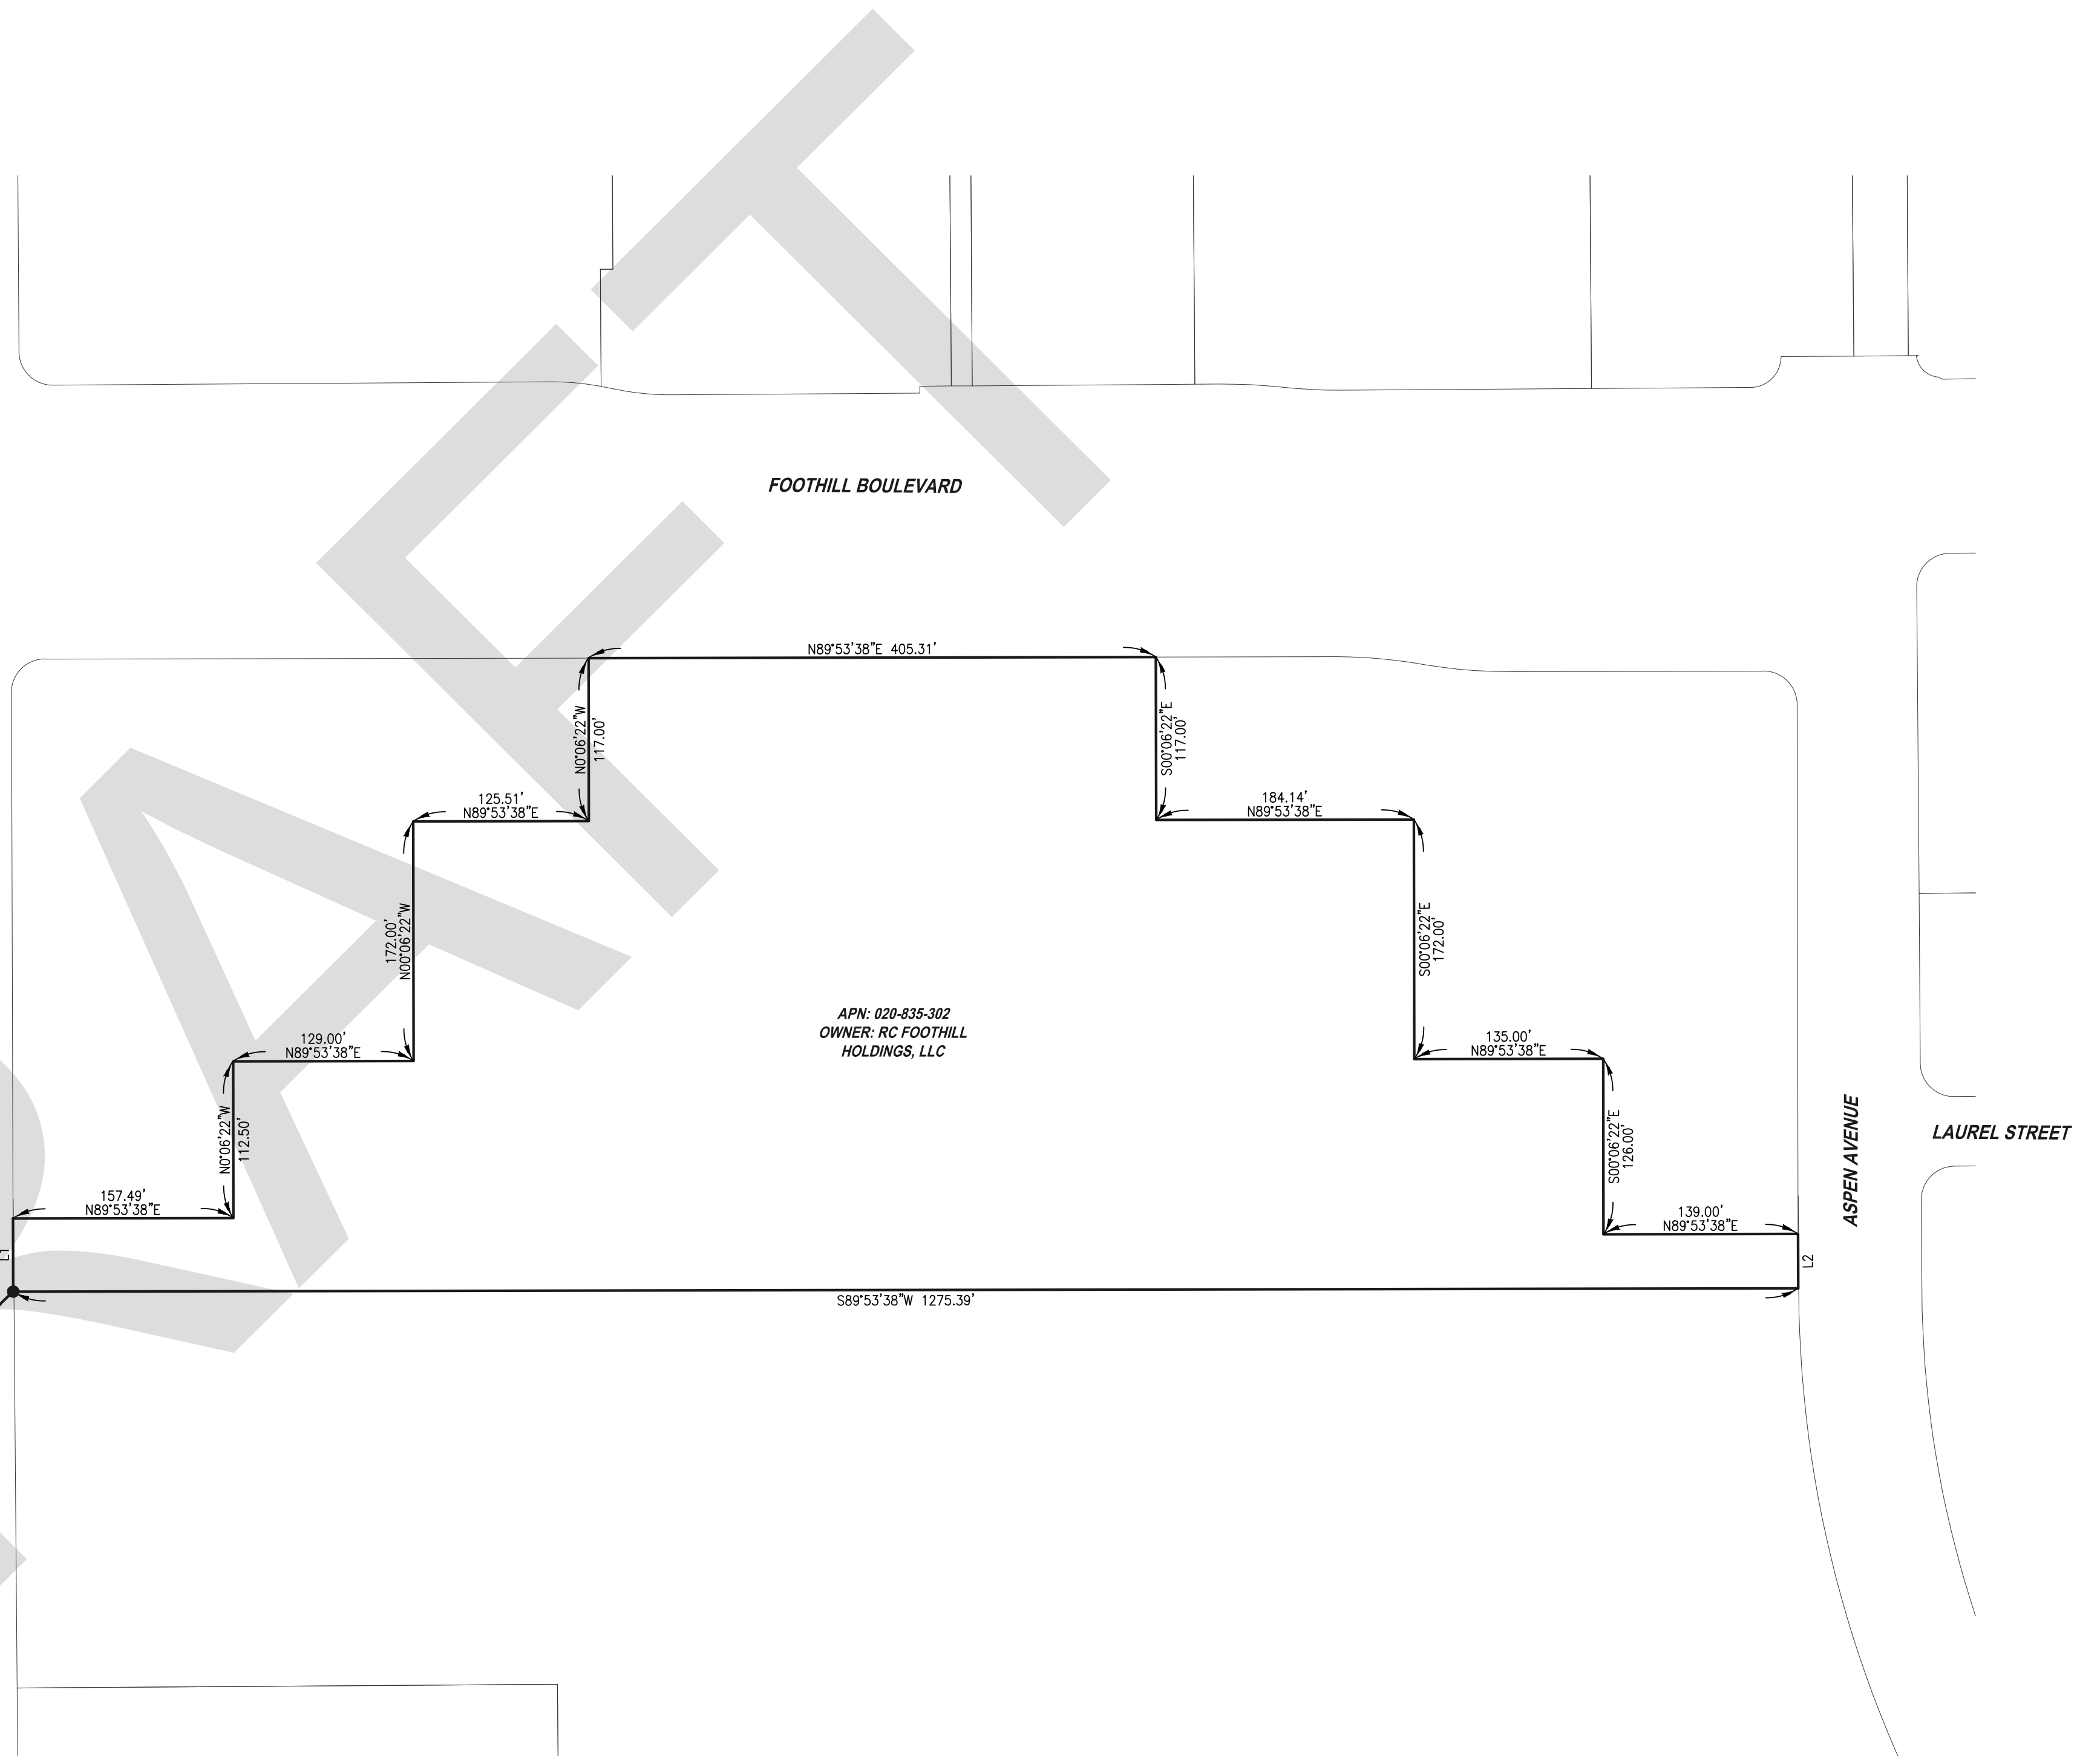 FOOTHILL BOULEVARD
N89°53'38"E 405.31'
N0°06'22"W
117.00'
S00°06'22"E
117.00'
125.51'
N89°53'38"E
184.14'
N89°53'38"E
172.00'
N00°06'22"W
S00°06'22"E
172.00'
APN: 020-835-302
OWNER: RC FOOTHILL
HOLDINGS, LLC
129.00'
N89°53'38"E
135.00'
N89°53'38"E
N0°06'22"W
112.50'
S00°06'22"E
126.00'
ASPEN AVENUE
LAUREL STREET
157.49'
N89°53'38"E
139.00'
N89°53'38"E
L1
L2
S89°53'38"W 1275.39'
RAFT